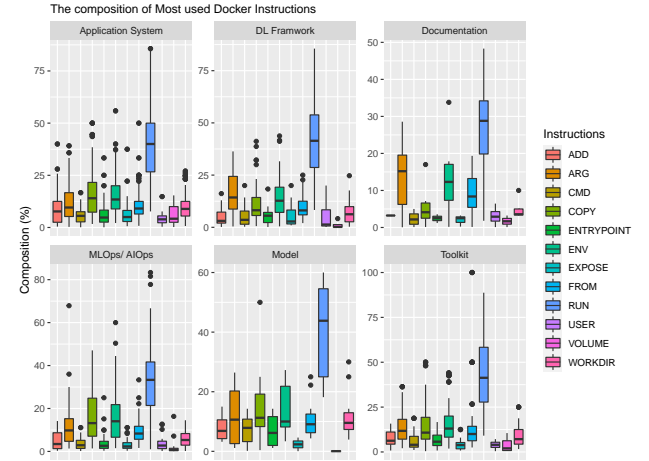 The composition of Most used Docker Instructions
Application System
DL Framwork
Documentation
75
50
25
0
75
50
25
0
50
40
30
20
10
0
MLOps/ AIOps
Model
Toolkit
80
60
40
20
0
60
40
20
0
100
75
50
25
0
Composition (%)
Instructions
ADD
ARG
CMD
COPY
ENTRYPOINT
ENV
EXPOSE
FROM
RUN
USER
VOLUME
WORKDIR